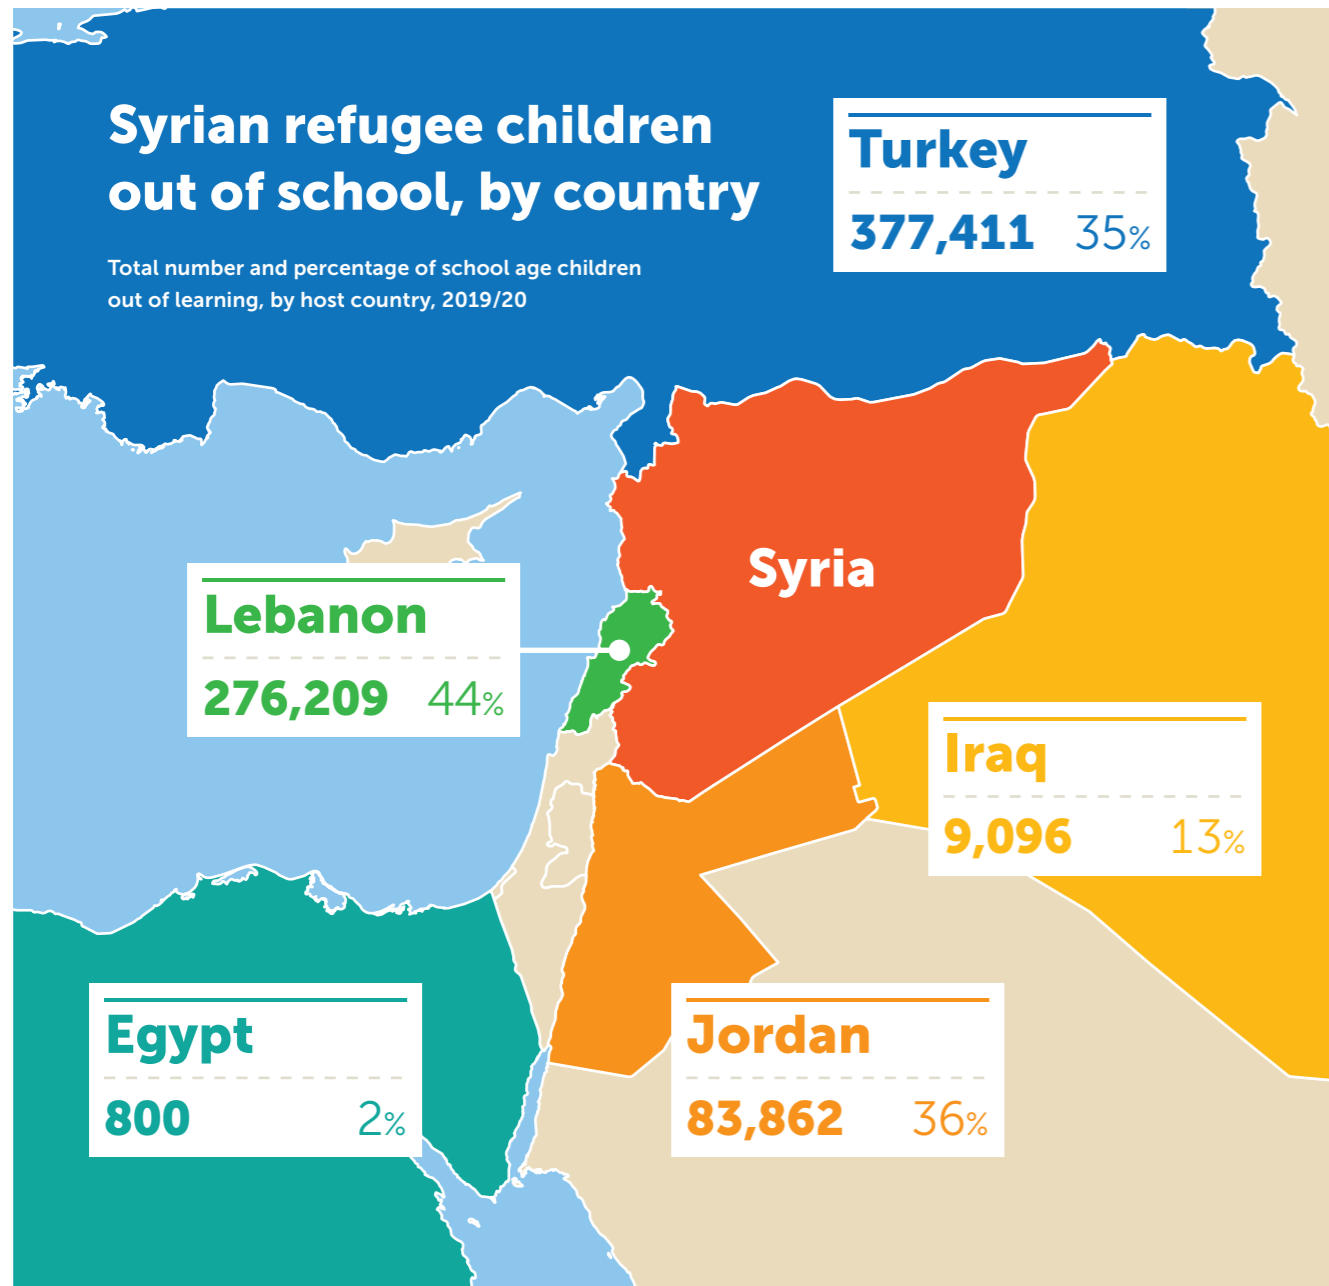 Syrian refugee children
out of school, by country
Total number and percentage of school age children
out of learning, by host country, 2019/20
Turkey
377,411 35%
Syria
Lebanon
276,209 44%
Iraq
9,096 13%
Egypt
800 2%
Jordan
83,862 36%